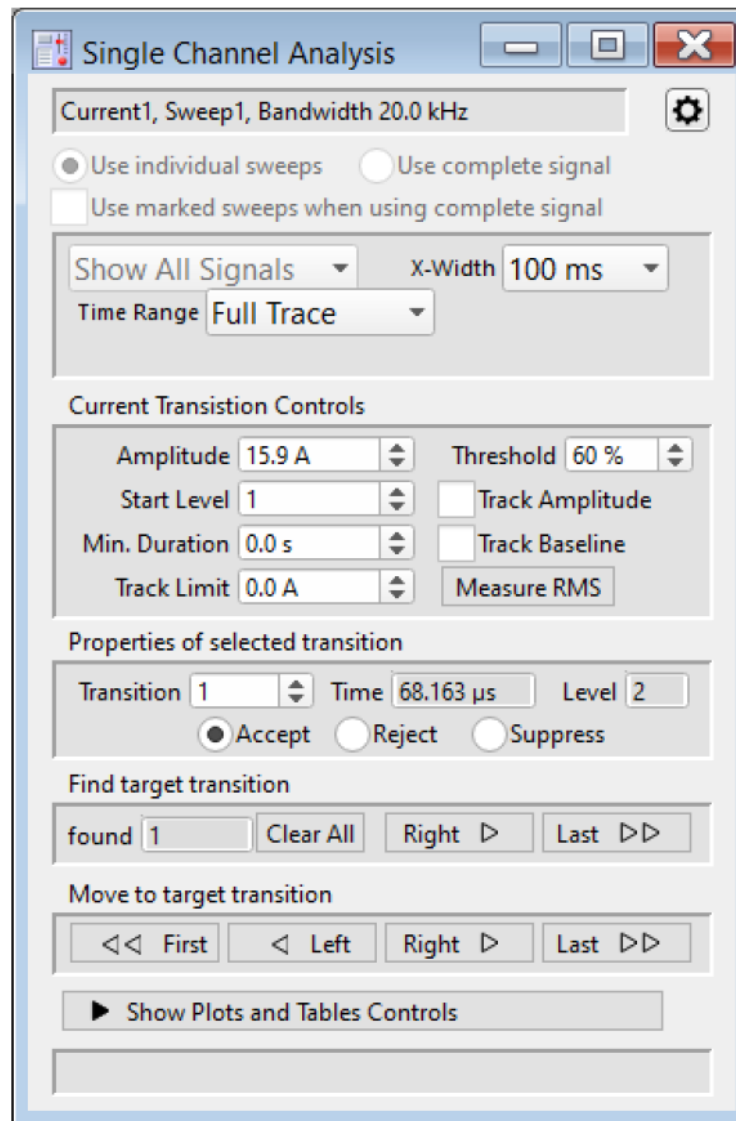 Single Channel Analysis
Current1, Sweep1, Bandwidth 20.0 kHz
Use individual sweeps Use complete signal
Use marked sweeps when using complete signal
Show All Signals X-Width 100 ms
Time Range Full Trace
Current Transistion Controls
Amplitude 15.9 A Threshold 60 %
Start Level 1 Track Amplitude
Min. Duration 0.0 s Track Baseline
Track Limit 0.0 A Measure RMS
Properties of selected transition
Transition 1 Time 68.163 µs Level 2
Accept Reject Suppress
Find target transition
found 1 Clear All Right Last
Move to target transition
First Left Right Last
Show Plots and Tables Controls